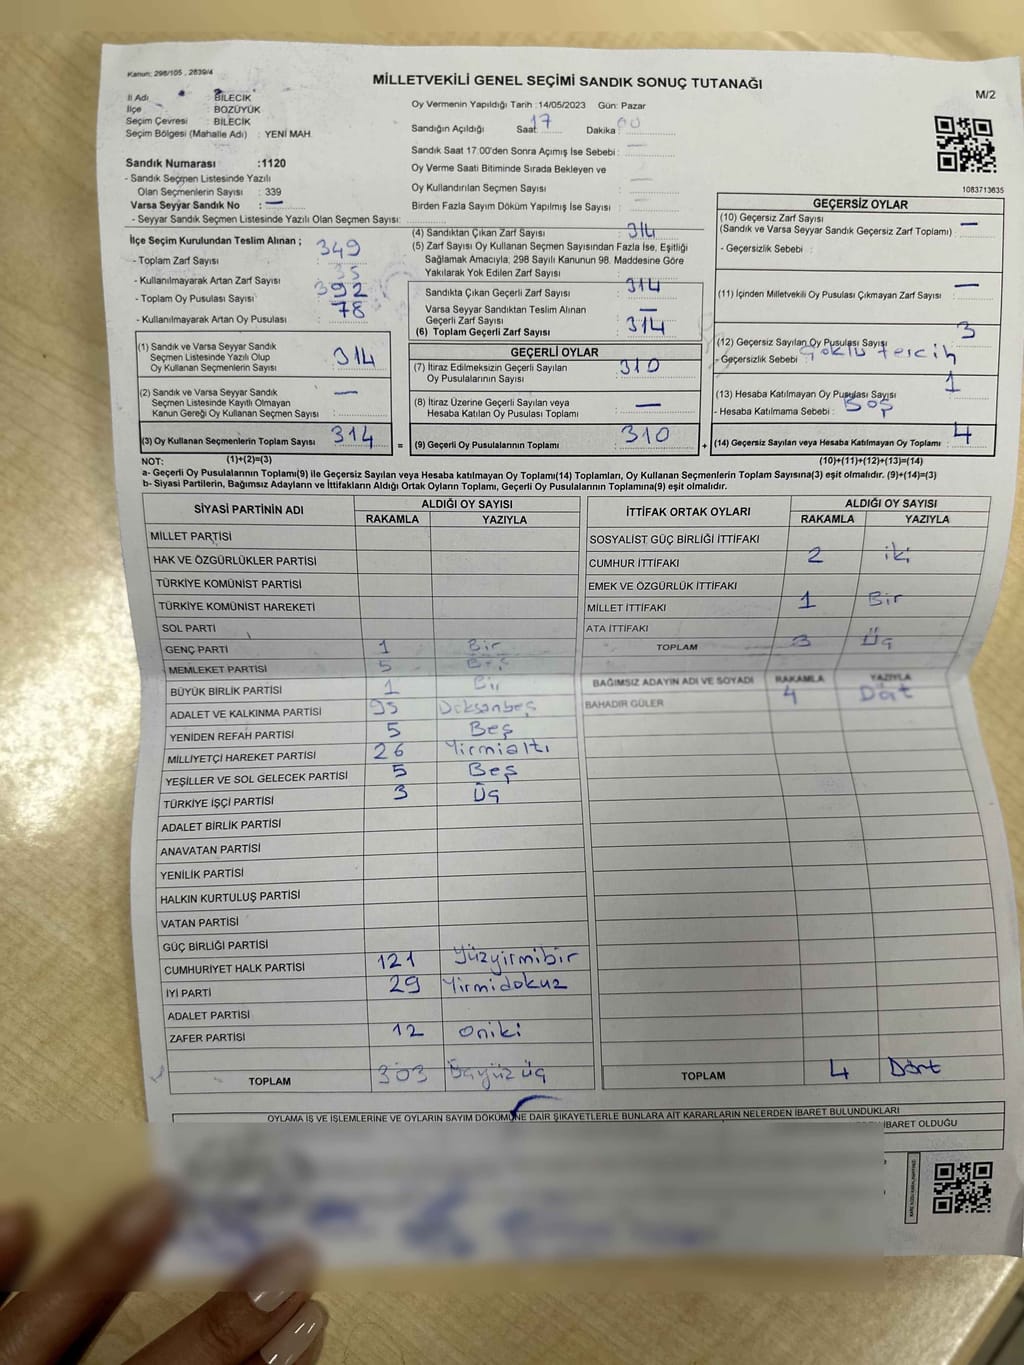 Kanun: 298/105 , 2839/4
MİLLETVEKİLİ GENEL SEÇİMİ SANDIK SONUÇ TUTANAĞI
M/2
İl Adı : BİLECİK
İlçe : BOZÜYÜK
Seçim Çevresi : BİLECİK
Seçim Bölgesi (Mahalle Adı) : YENİ MAH.
Sandık Numarası :1120
- Sandık Seçmen Listesinde Yazılı
Olan Seçmenlerin Sayısı : 339
Varsa Seyyar Sandık No : —
- Seyyar Sandık Seçmen Listesinde Yazılı Olan Seçmen Sayısı:
Oy Vermenin Yapıldığı Tarih :14/05/2023 Gün: Pazar
Sandığın Açıldığı Saat 17 Dakika 00
Sandık Saat 17:00'den Sonra Açımış İse Sebebi : —
Oy Verme Saati Bitiminde Sırada Bekleyen ve
Oy Kullandırılan Seçmen Sayısı : —
Birden Fazla Sayım Döküm Yapılmış İse Sayısı : —
1083713635
İlçe Seçim Kurulundan Teslim Alınan ;
- Toplam Zarf Sayısı : 349
- Kullanılmayarak Artan Zarf Sayısı : 35
- Toplam Oy Pusulası Sayısı : 392
- Kullanılmayarak Artan Oy Pusulası : 78
(1) Sandık ve Varsa Seyyar Sandık
Seçmen Listesinde Yazılı Olup
Oy Kullanan Seçmenlerin Sayısı : 314
(2) Sandık ve Varsa Seyyar Sandık
Seçmen Listesinde Kayıtlı Olmayan
Kanun Gereği Oy Kullanan Seçmen Sayısı : —
(3) Oy Kullanan Seçmenlerin Toplam Sayısı : 314 =
(1)+(2)=(3)
(4) Sandıktan Çıkan Zarf Sayısı : 314
(5) Zarf Sayısı Oy Kullanan Seçmen Sayısından Fazla İse, Eşitliği
Sağlamak Amacıyla, 298 Sayılı Kanunun 98. Maddesine Göre
Yakılarak Yok Edilen Zarf Sayısı :
Sandıkta Çıkan Geçerli Zarf Sayısı : 314
Varsa Seyyar Sandıktan Teslim Alınan
Geçerli Zarf Sayısı : —
(6) Toplam Geçerli Zarf Sayısı : 314
GEÇERLİ OYLAR
(7) İtiraz Edilmeksizin Geçerli Sayılan
Oy Pusulalarının Sayısı : 310
(8) İtiraz Üzerine Geçerli Sayılan veya
Hesaba Katılan Oy Pusulası Toplamı : —
(9) Geçerli Oy Pusulalarının Toplamı : 310 +
GEÇERSİZ OYLAR
(10) Geçersiz Zarf Sayısı
(Sandık ve Varsa Seyyar Sandık Geçersiz Zarf Toplamı) : —
- Geçersizlik Sebebi :
(11) İçinden Milletvekili Oy Pusulası Çıkmayan Zarf Sayısı : —
(12) Geçersiz Sayılan Oy Pusulası Sayısı : 3
- Geçersizlik Sebebi : Çoklu tercih
(13) Hesaba Katılmayan Oy Pusulası Sayısı : 1
- Hesaba Katılmama Sebebi : Boş
(14) Geçersiz Sayılan veya Hesaba Katılmayan Oy Toplamı : 4
(10)+(11)+(12)+(13)=(14)
NOT:
a- Geçerli Oy Pusulalarının Toplamı(9) ile Geçersiz Sayılan veya Hesaba katılmayan Oy Toplamı(14) Toplamları, Oy Kullanan Seçmenlerin Toplam Sayısına(3) eşit olmalıdır. (9)+(14)=(3)
b- Siyasi Partilerin, Bağımsız Adayların ve İttifakların Aldığı Ortak Oyların Toplamı, Geçerli Oy Pusulalarının Toplamına(9) eşit olmalıdır.
SİYASİ PARTİNİN ADI ALDIĞI OY SAYISI
RAKAMLA YAZIYLA
MİLLET PARTİSİ
HAK VE ÖZGÜRLÜKLER PARTİSİ
TÜRKİYE KOMÜNİST PARTİSİ
TÜRKİYE KOMÜNİST HAREKETİ
SOL PARTİ
GENÇ PARTİ 1 Bir
MEMLEKET PARTİSİ 5 Beş
BÜYÜK BİRLİK PARTİSİ 1 Bir
ADALET VE KALKINMA PARTİSİ 95 Doksanbeş
YENİDEN REFAH PARTİSİ 5 Beş
MİLLİYETÇİ HAREKET PARTİSİ 26 Yirmialtı
YEŞİLLER VE SOL GELECEK PARTİSİ 5 Beş
TÜRKİYE İŞÇİ PARTİSİ 3 Üç
ADALET BİRLİK PARTİSİ
ANAVATAN PARTİSİ
YENİLİK PARTİSİ
HALKIN KURTULUŞ PARTİSİ
VATAN PARTİSİ
GÜÇ BİRLİĞİ PARTİSİ
CUMHURİYET HALK PARTİSİ 121 Yüzyirmibir
İYİ PARTİ 29 Yirmidokuz
ADALET PARTİSİ
ZAFER PARTİSİ 12 Oniki
TOPLAM 303 üç
İTTİFAK ORTAK OYLARI ALDIĞI OY SAYISI
RAKAMLA YAZIYLA
SOSYALİST GÜÇ BİRLİĞİ İTTİFAKI
CUMHUR İTTİFAKI 2 iki
EMEK VE ÖZGÜRLÜK İTTİFAKI
MİLLET İTTİFAKI 1 Bir
ATA İTTİFAKI
TOPLAM 3 Üç
BAĞIMSIZ ADAYIN ADI VE SOYADI RAKAMLA YAZIYLA
BAHADIR GÜLER 4 Dört
TOPLAM 4 Dört
OYLAMA İŞ VE İŞLEMLERİNE VE OYLARIN SAYIM DÖKÜMÜNE DAİR ŞİKAYETLERLE BUNLARA AİT KARARLARIN NELERDEN İBARET BULUNDUKLARI
İBARET OLDUĞU